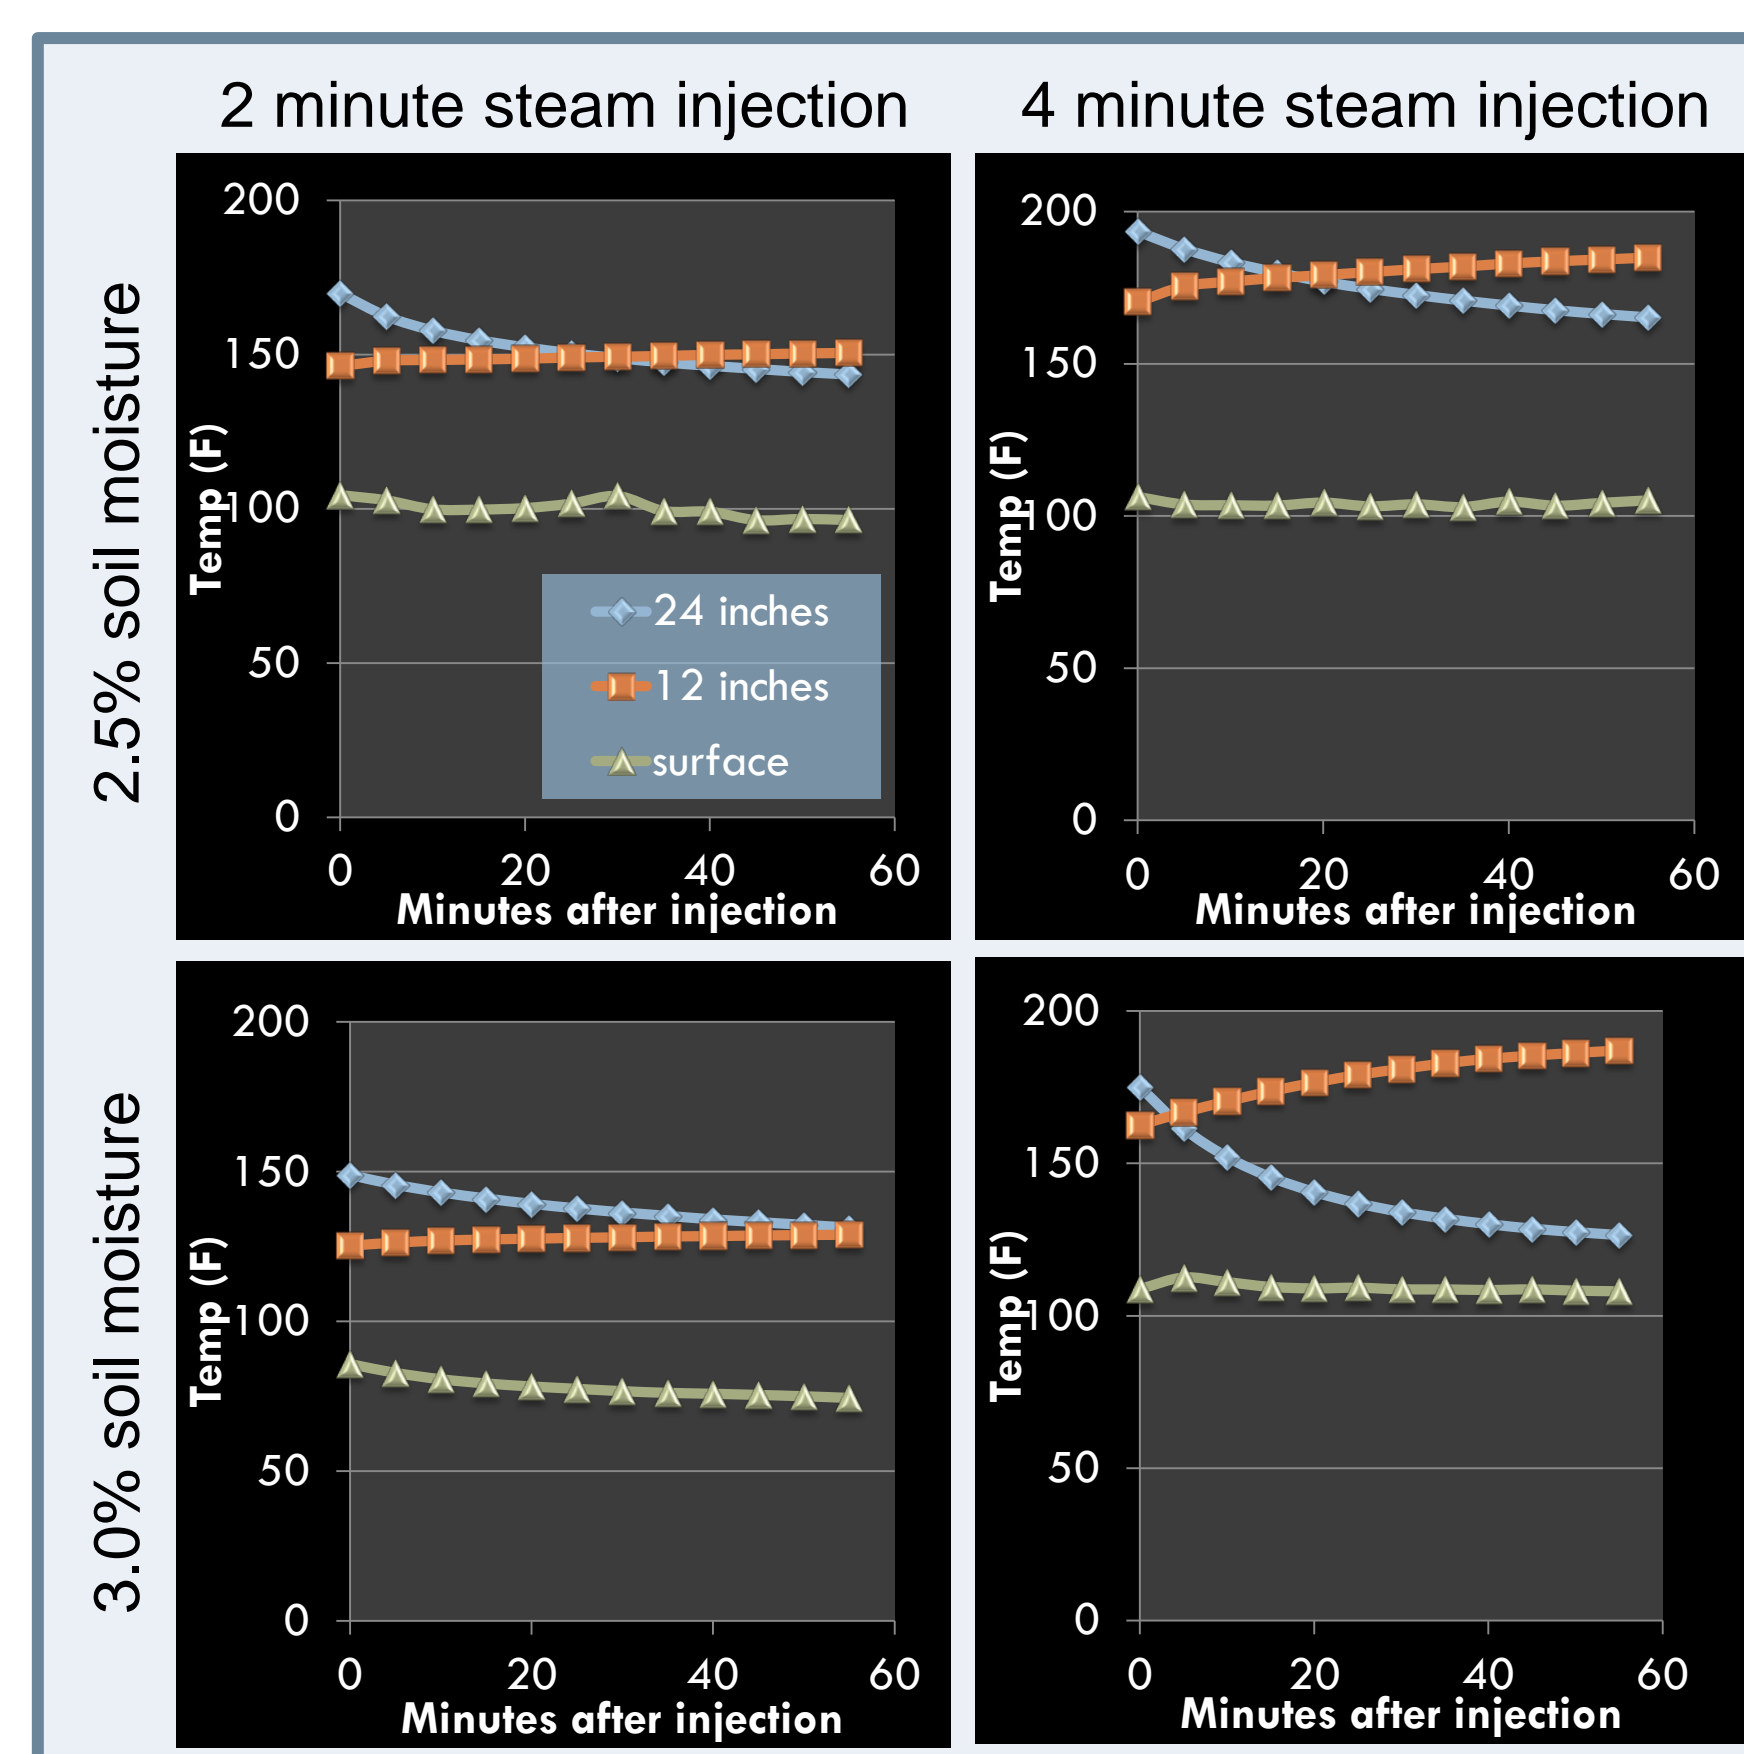 2 minute steam injection
4 minute steam injection
2.5% soil moisture
200
150
100
50
0
Temp (F)
24 inches
12 inches
surface
0 20 40 60
Minutes after injection
200
150
100
50
0
Temp (F)
0 20 40 60
Minutes after injection
3.0% soil moisture
200
150
100
50
0
Temp (F)
0 20 40 60
Minutes after injection
200
150
100
50
0
Temp (F)
0 20 40 60
Minutes after injection